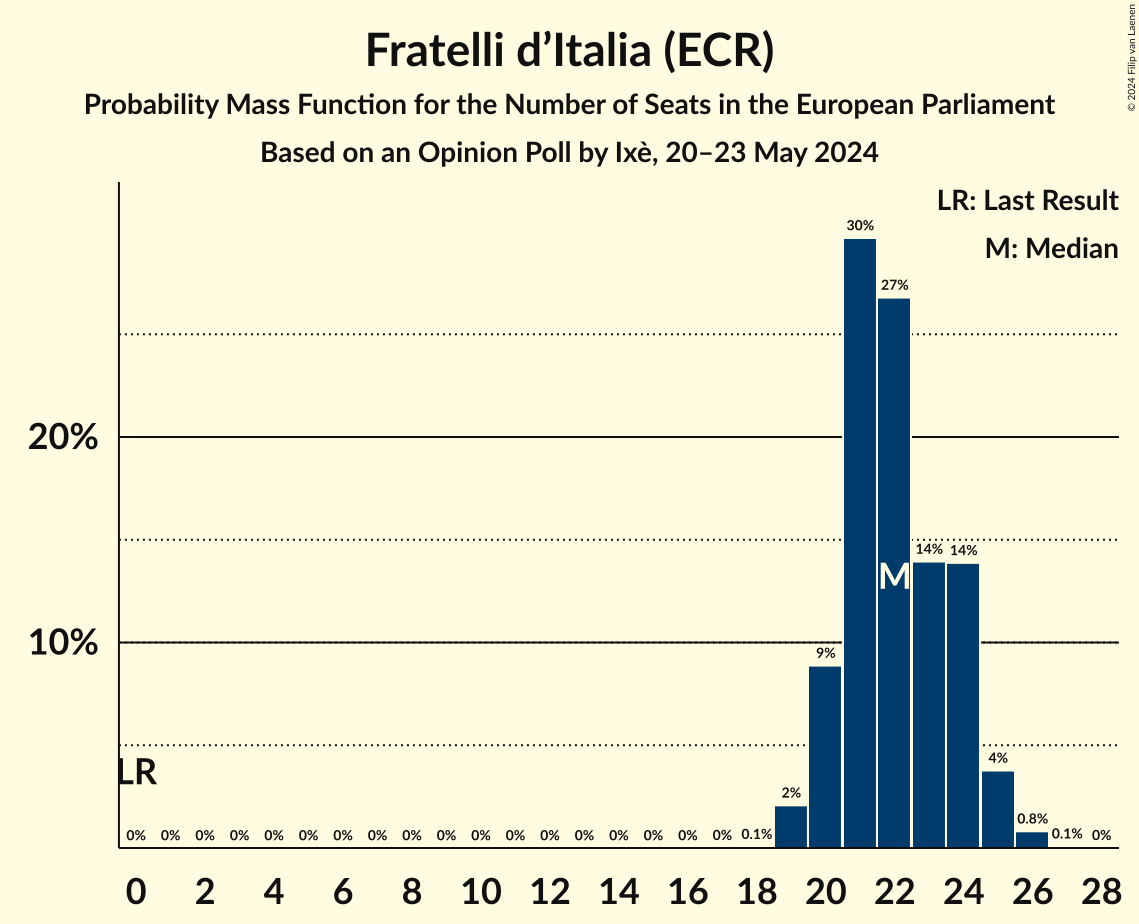 © 2024 Filip van Laenen
Fratelli d’Italia (ECR)
Probability Mass Function for the Number of Seats in the European Parliament
Based on an Opinion Poll by Ixè, 20–23 May 2024
LR: Last Result
M: Median
30%
27%
20%
14% 14%
M
10%
9%
LR
4%
2%
0.8%
0% 0% 0% 0% 0% 0% 0% 0% 0% 0% 0% 0% 0% 0% 0% 0% 0% 0% 0.1% 0.1% 0%
0 2 4 6 8 10 12 14 16 18 20 22 24 26 28